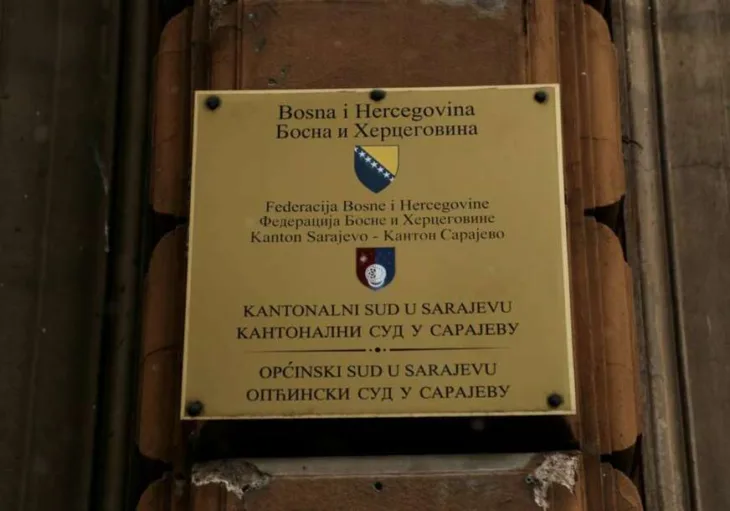 Bosna i Hercegovina
Босна и Херцеговина
Federacija Bosne i Hercegovine
Федерација Босне и Херцеговине
Kanton Sarajevo - Кантон Сарајево
KANTONALNI SUD U SARAJEVU
КАНТОНАЛНИ СУД У САРАЈЕВУ
OPĆINSKI SUD U SARAJEVU
ОПЋИНСКИ СУД У САРАЈЕВУ